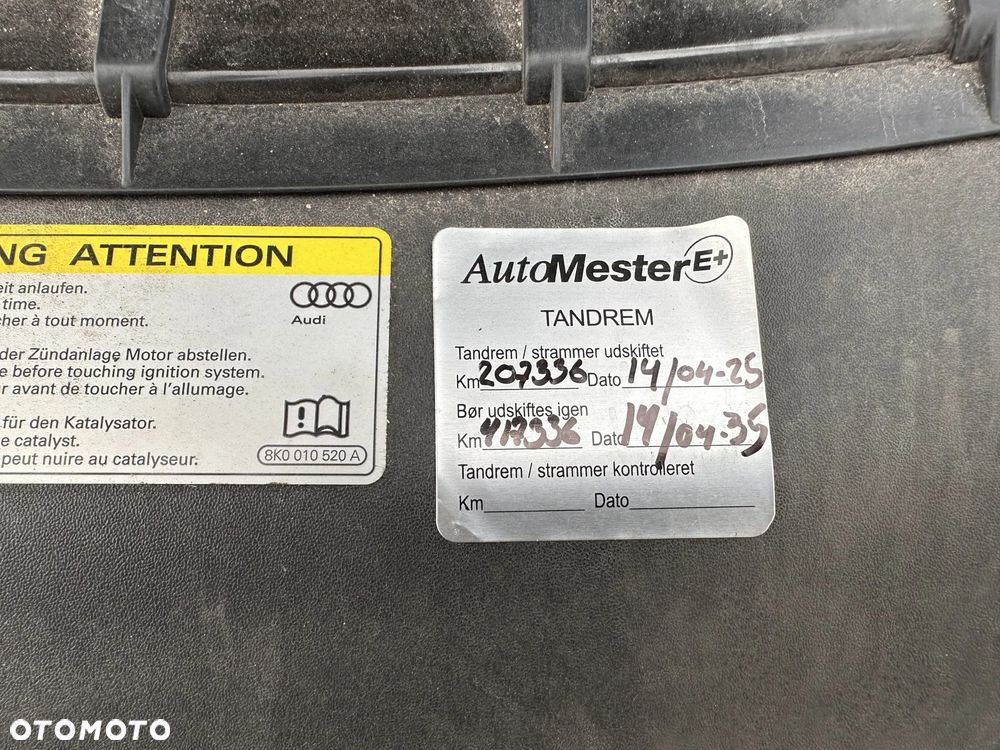 NG ATTENTION
eit anlaufen.
time.
cher à tout moment.
Audi
der Zündanlage Motor abstellen.
e before touching ignition system.
r avant de toucher à l'allumage.
für den Katalysator.
e catalyst.
peut nuire au catalyseur.
8K0 010 520 A
AutoMester E+
TANDREM
Tandrem / strammer udskiftet
Km 207336 Dato 14/04-25
Bør udskiftes igen
Km 417336 Dato 14/04-35
Tandrem / strammer kontrolleret
Km Dato
OTOMOTO